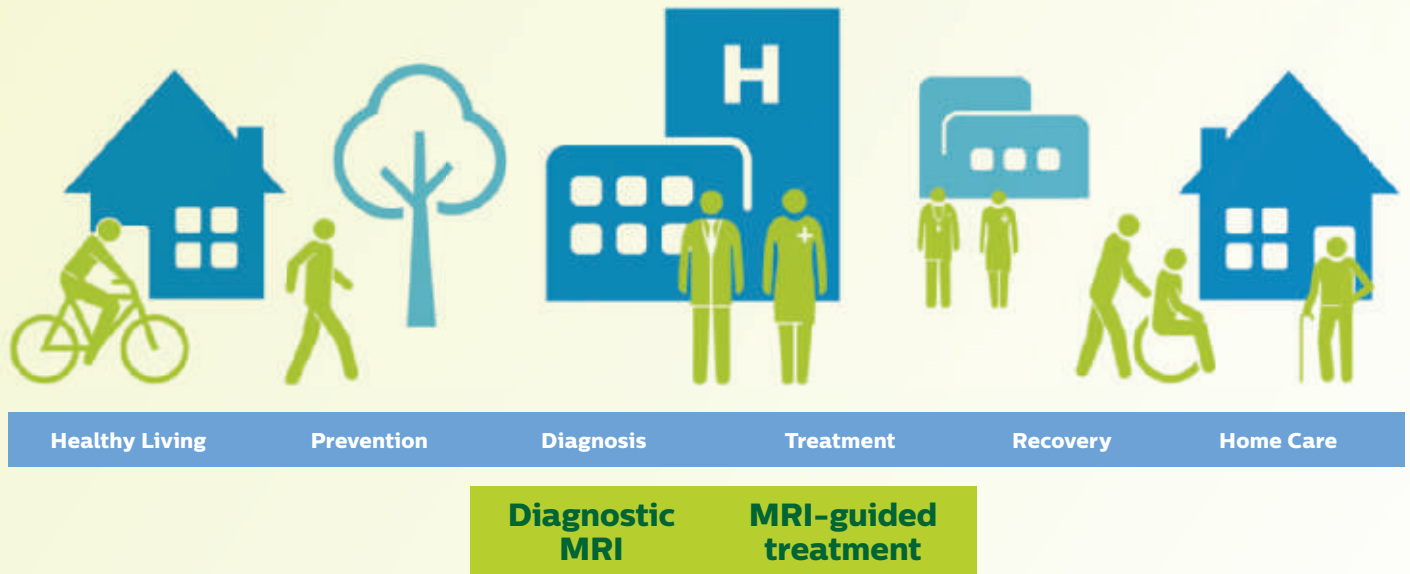 H
Healthy Living Prevention Diagnosis Treatment Recovery Home Care
Diagnostic MRI-guided
MRI treatment